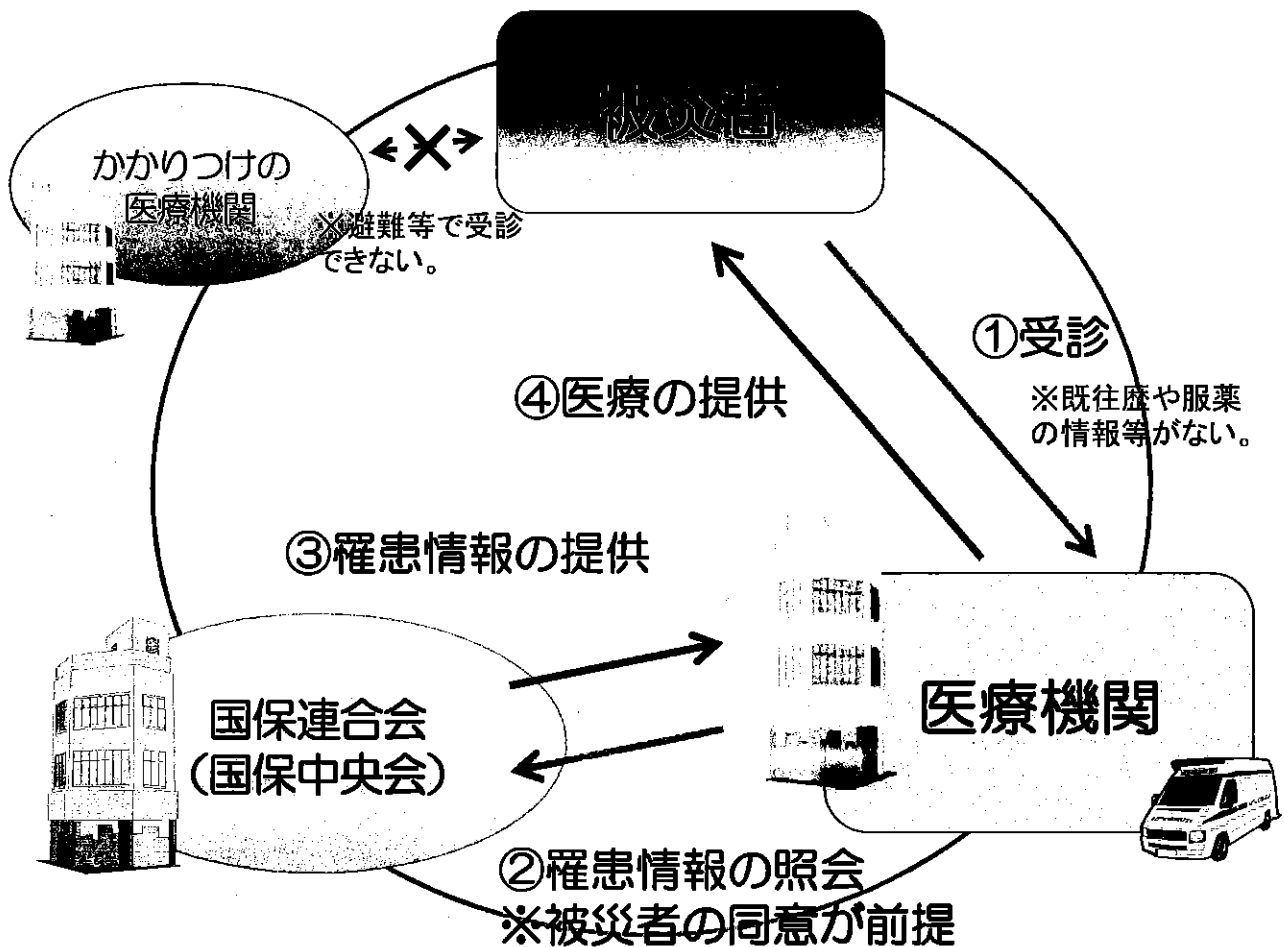 被災者
かかりつけの
医療機関
※避難等で受診
できない。
①受診
※既往歴や服薬
の情報等がない。
④医療の提供
③罹患情報の提供
国保連合会
（国保中央会）
医療機関
②罹患情報の照会
※被災者の同意が前提